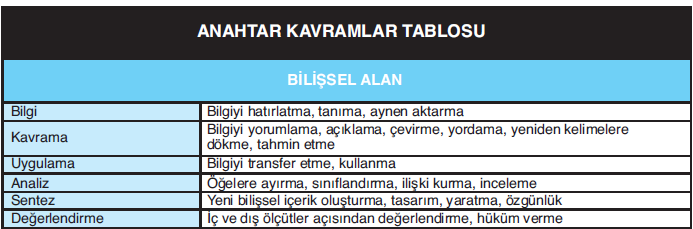 ANAHTAR KAVRAMLAR TABLOSU
BİLİŞSEL ALAN
Bilgi Bilgiyi hatırlatma, tanıma, aynen aktarma
Kavrama Bilgiyi yorumlama, açıklama, çevirme, yordama, yeniden kelimelere
dökme, tahmin etme
Uygulama Bilgiyi transfer etme, kullanma
Analiz Öğelere ayırma, sınıflandırma, ilişki kurma, inceleme
Sentez Yeni bilişsel içerik oluşturma, tasarım, yaratma, özgünlük
Değerlendirme İç ve dış ölçütler açısından değerlendirme, hüküm verme